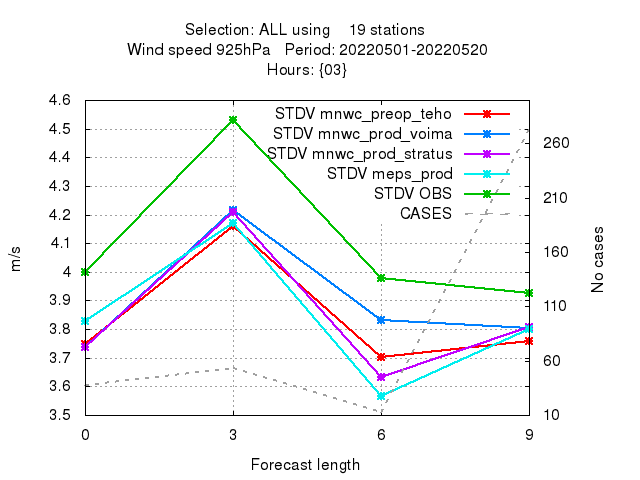 Selection: ALL using    19 stations
Wind speed 925hPa   Period: 20220501-20220520
Hours: {03}
STDV mnwc_preop_teho
STDV mnwc_prod_voima
STDV mnwc_prod_stratus
STDV meps_prod
STDV OBS
CASES
4.6
4.5
4.4
4.3
4.2
4.1
4
3.9
3.8
3.7
3.6
3.5
m/s
260
210
160
110
60
10
No cases
0
3
6
9
Forecast length